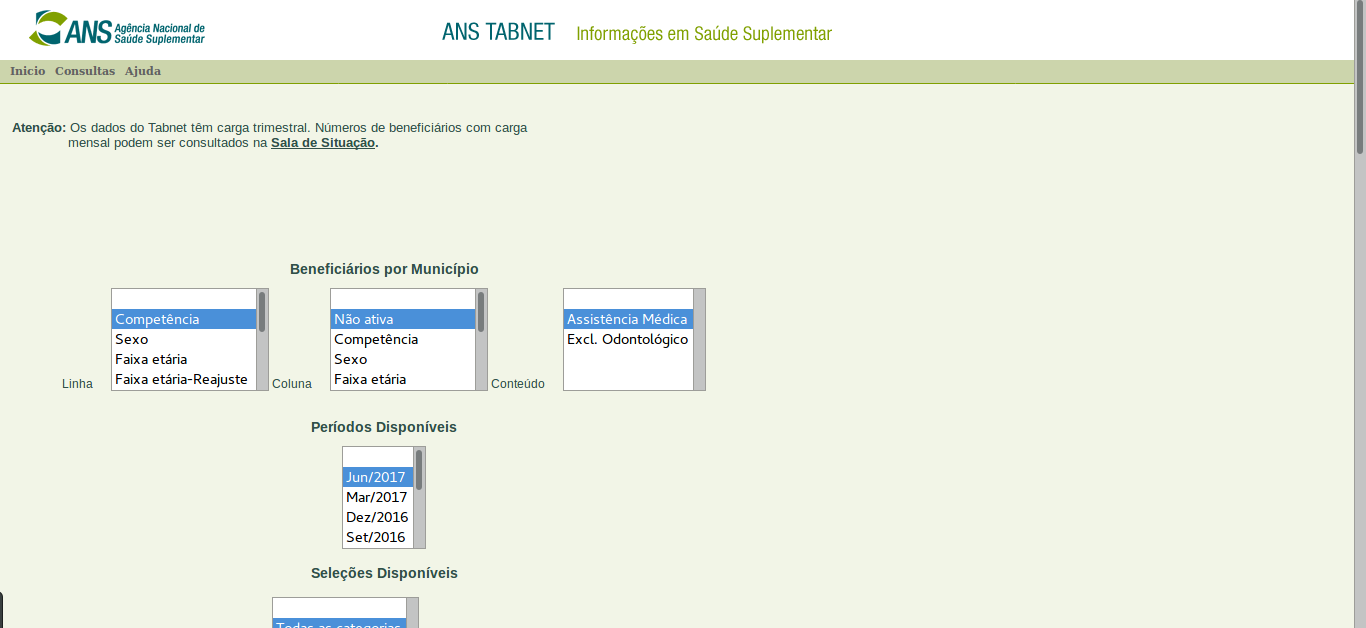 ANS Agência Nacional de
Saúde Suplementar
ANS TABNET Informações em Saúde Suplementar
Inicio Consultas Ajuda
Atenção: Os dados do Tabnet têm carga trimestral. Números de beneficiários com carga
mensal podem ser consultados na Sala de Situação.
Beneficiários por Município
Linha
Competência
Sexo
Faixa etária
Faixa etária-Reajuste
Coluna
Não ativa
Competência
Sexo
Faixa etária
Conteúdo
Assistência Médica
Excl. Odontológico
Períodos Disponíveis
Jun/2017
Mar/2017
Dez/2016
Set/2016
Seleções Disponíveis
Todas as categorias